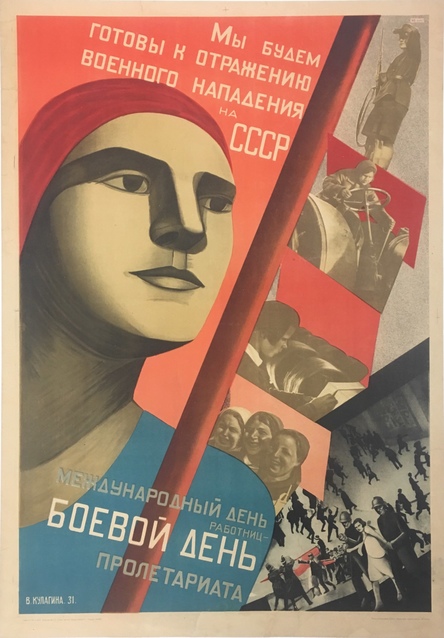 Мы будем
готовы к отражению
военного нападения
на
СССР
МЕЖДУНАРОДНЫЙ ДЕНЬ
РАБОТНИЦ–
БОЕВОЙ ДЕНЬ
ПРОЛЕТАРИАТА
В. КУЛАГИНА. 31.